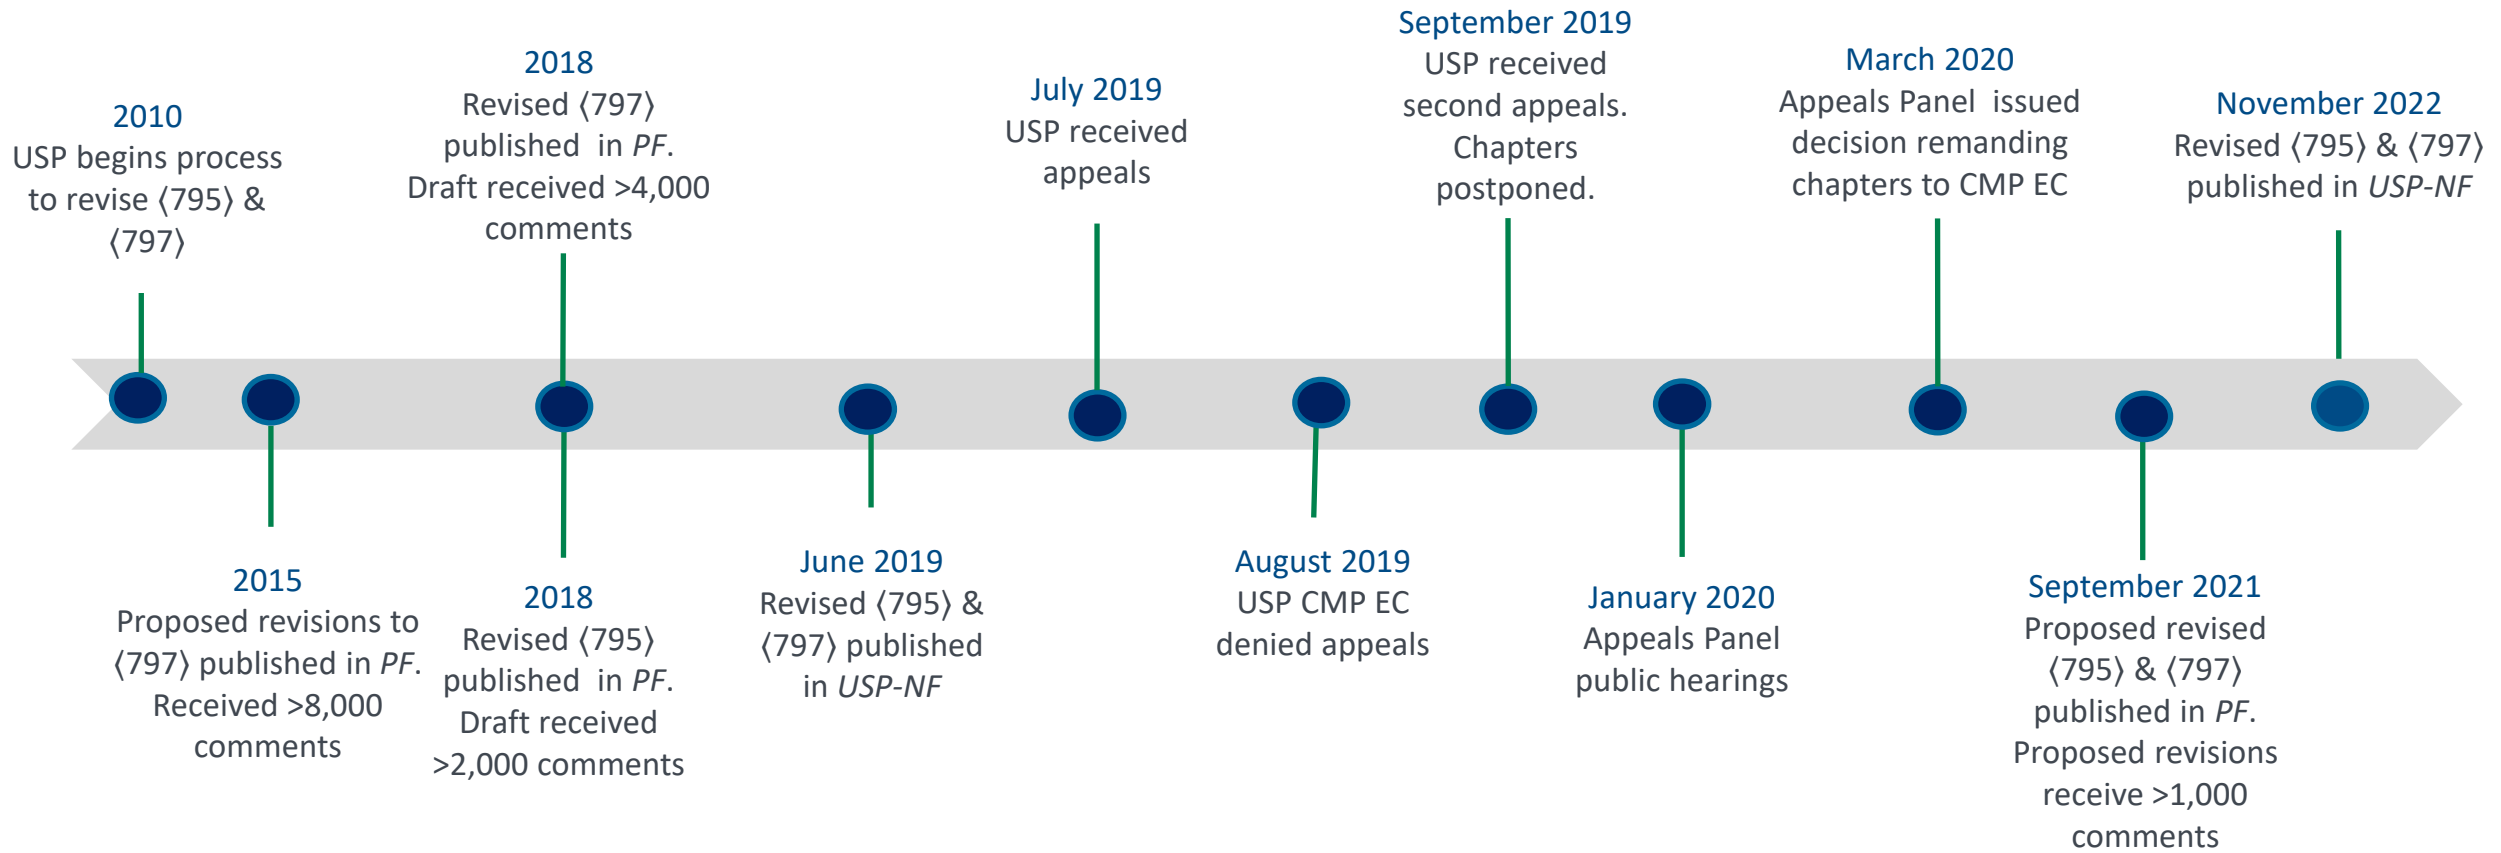 2010
USP begins process
to revise ⟨795⟩ &
⟨797⟩
2015
Proposed revisions to
⟨797⟩ published in PF.
Received >8,000
comments
2018
Revised ⟨797⟩
published in PF.
Draft received >4,000
comments
2018
Revised ⟨795⟩
published in PF.
Draft received
>2,000 comments
June 2019
Revised ⟨795⟩ &
⟨797⟩ published
in USP-NF
July 2019
USP received
appeals
August 2019
USP CMP EC
denied appeals
September 2019
USP received
second appeals.
Chapters
postponed.
January 2020
Appeals Panel
public hearings
March 2020
Appeals Panel issued
decision remanding
chapters to CMP EC
September 2021
Proposed revised
⟨795⟩ & ⟨797⟩
published in PF.
Proposed revisions
receive >1,000
comments
November 2022
Revised ⟨795⟩ & ⟨797⟩
published in USP-NF